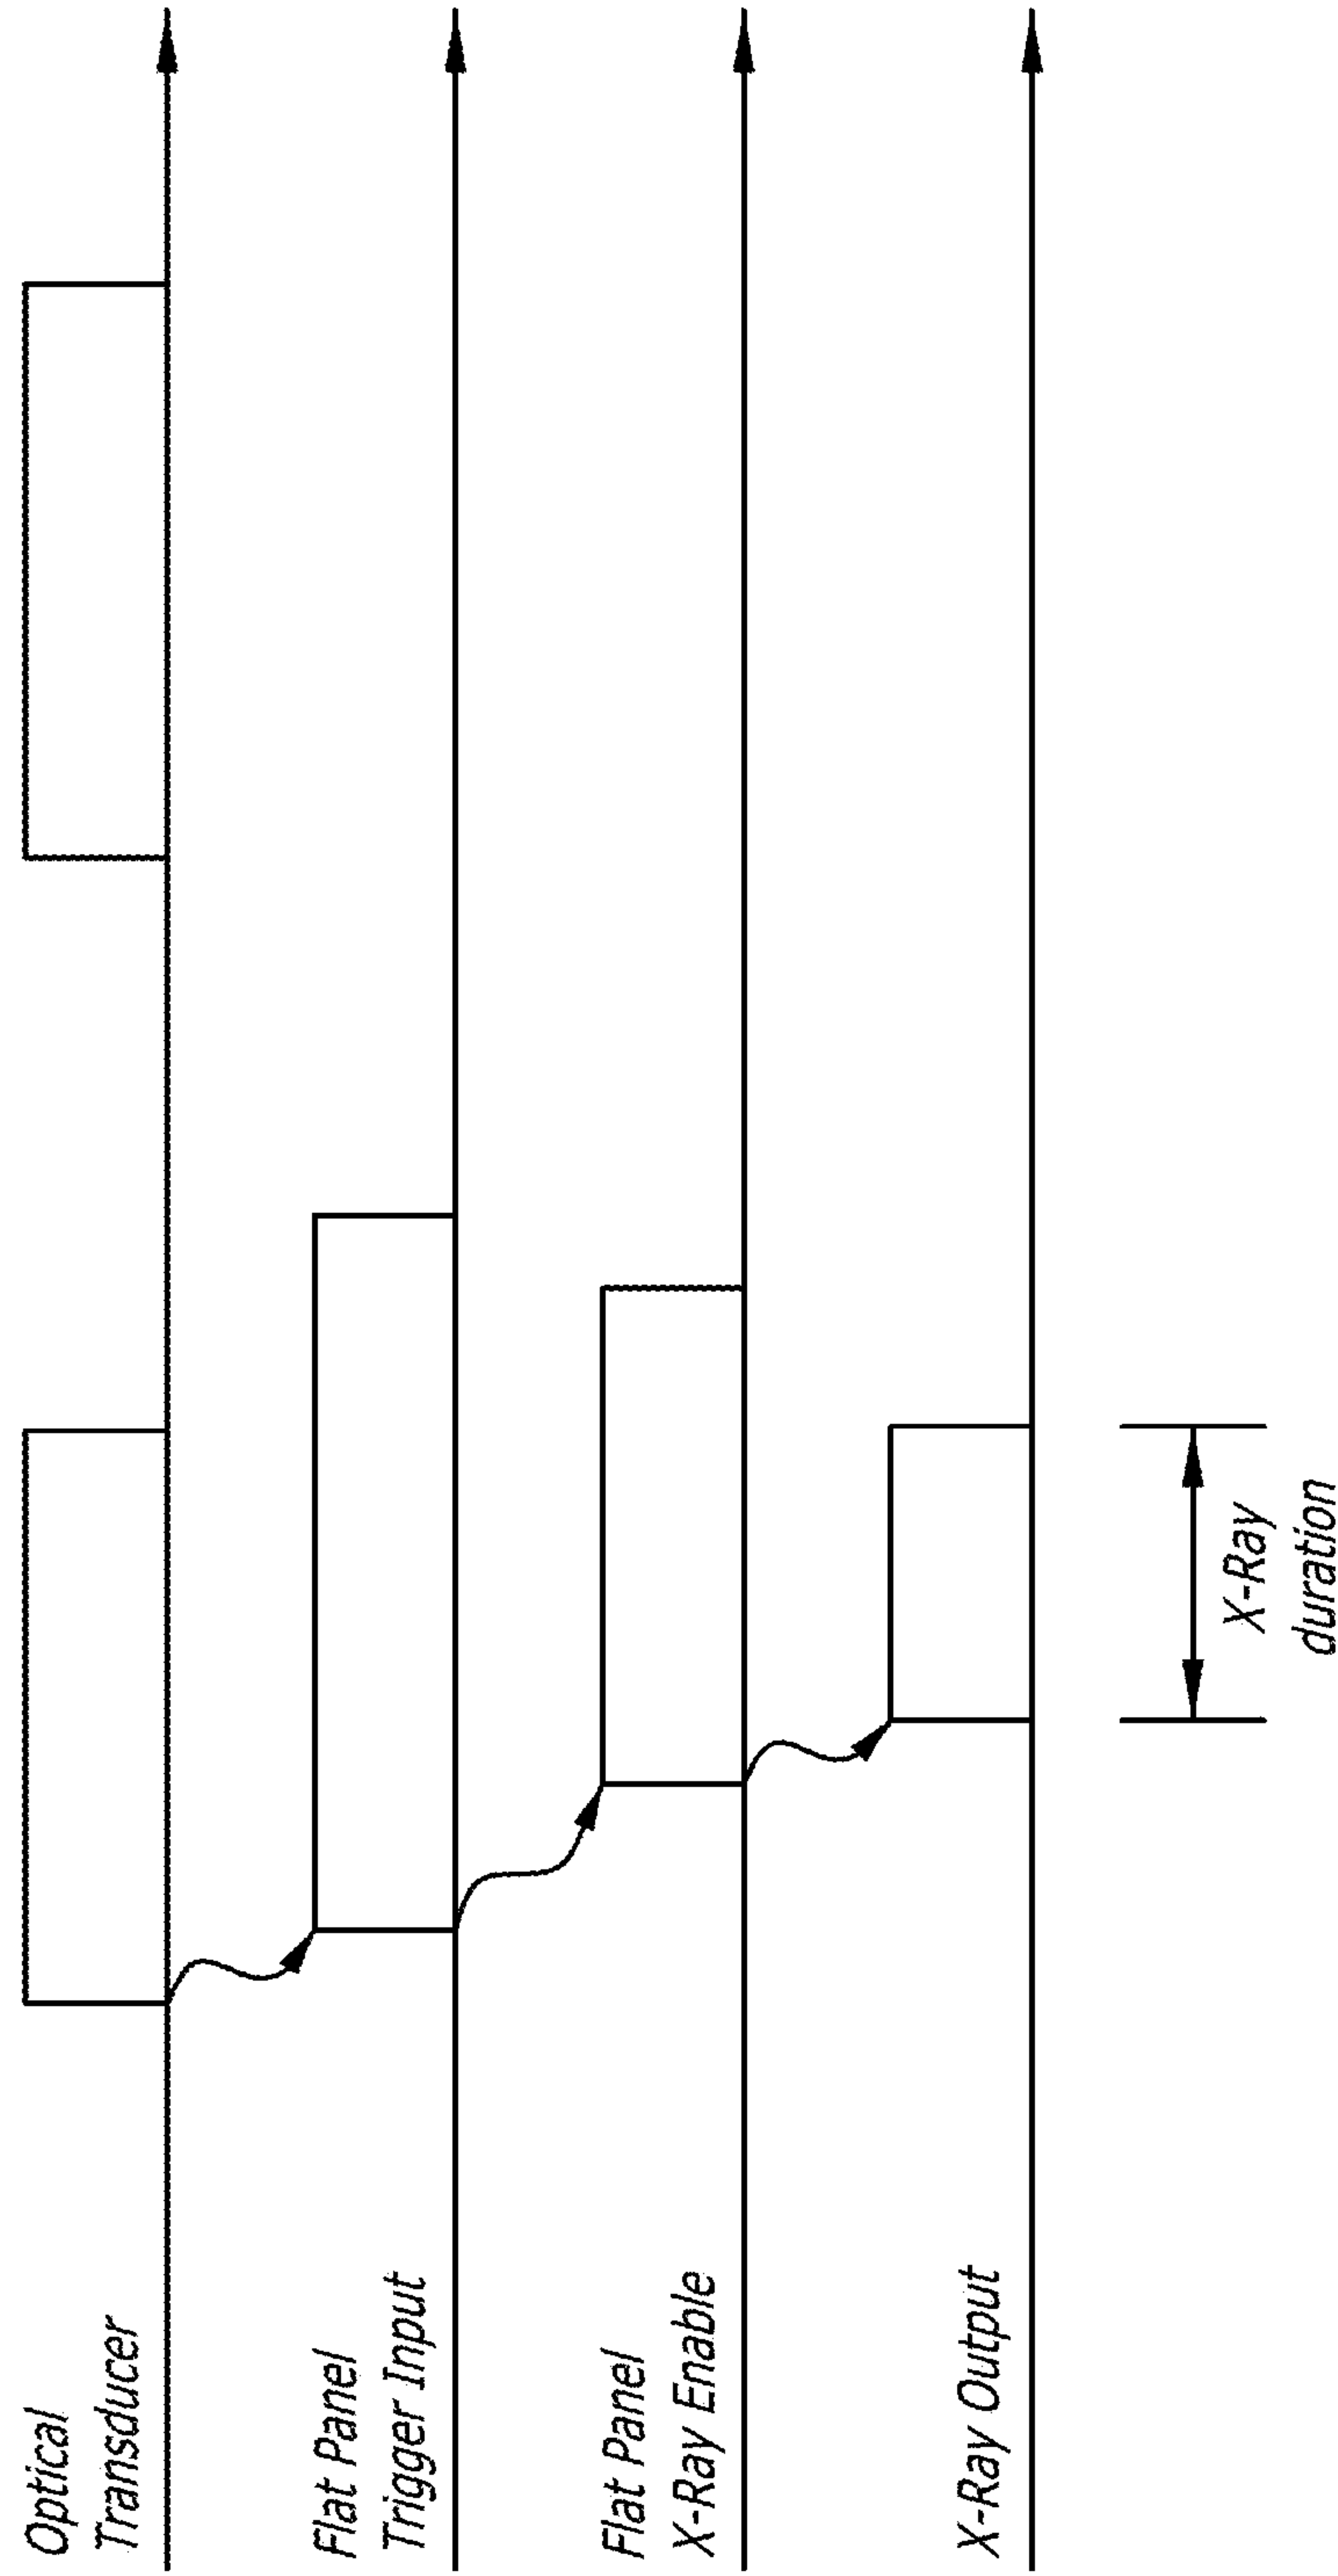 Optical
Transducer
Flat Panel
Trigger Input
Flat Panel
X-Ray Enable
X-Ray Output
X-Ray
duration